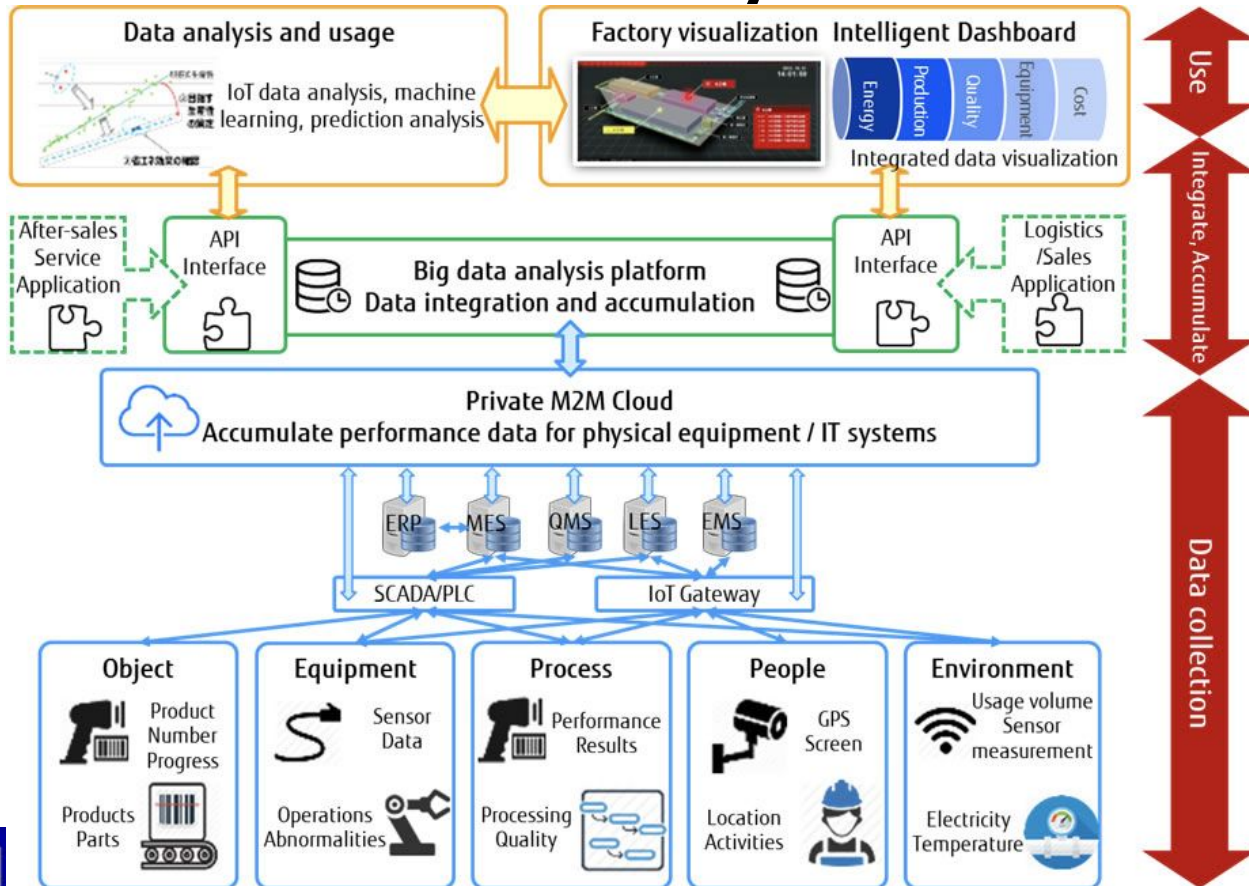 Data analysis and usage
IoT data analysis, machine
learning, prediction analysis
Factory visualization
Intelligent Dashboard
14:01:50
Energy
Production
Quality
Equipment
Cost
Integrated data visualization
Use
After-sales
Service
Application
API
Interface
Big data analysis platform
Data integration and accumulation
API
Interface
Logistics
/Sales
Application
Integrate, Accumulate
Private M2M Cloud
Accumulate performance data for physical equipment / IT systems
ERP
MES
QMS
LES
EMS
SCADA/PLC
IoT Gateway
Data collection
Object
Product
Number
Progress
Products
Parts
Equipment
Sensor
Data
Operations
Abnormalities
Process
Performance
Results
Processing
Quality
People
GPS
Screen
Location
Activities
Environment
Usage volume
Sensor
measurement
Electricity
Temperature